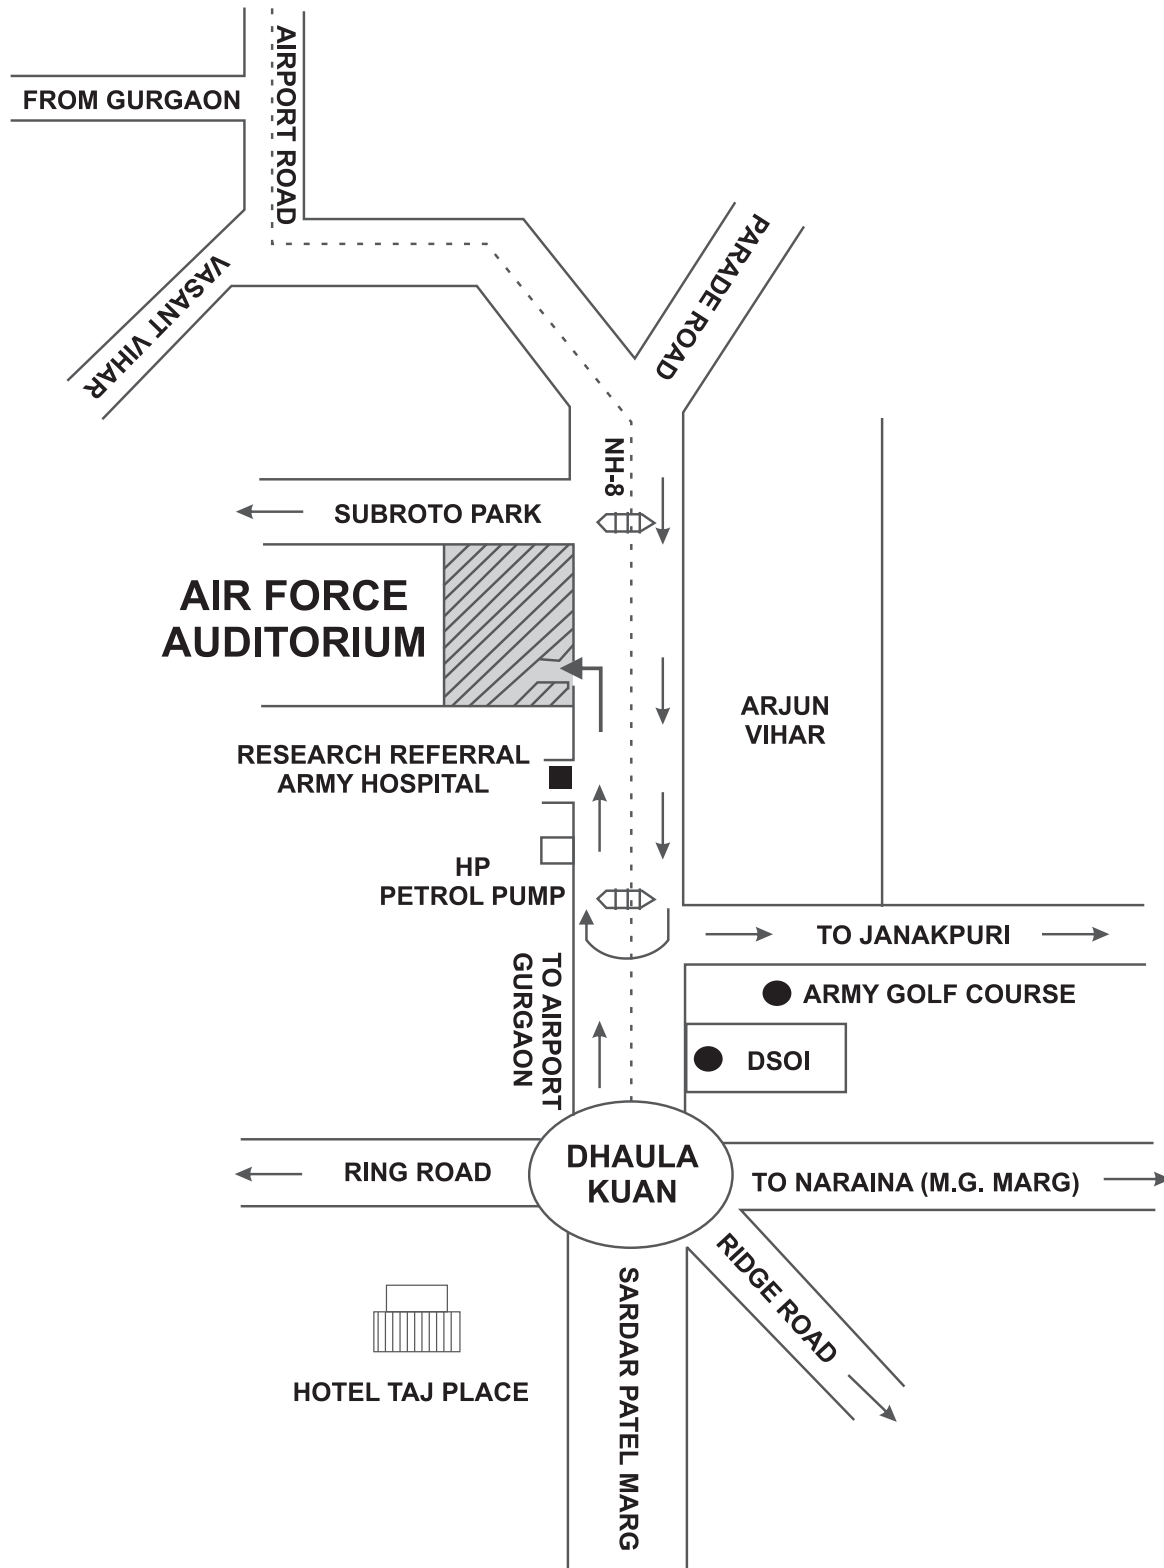 AIRPORT ROAD
FROM GURGAON
VASANT VIHAR
PARADE ROAD
NH-8
SUBROTO PARK
AIR FORCE
AUDITORIUM
ARJUN
VIHAR
RESEARCH REFERRAL
ARMY HOSPITAL
HP
PETROL PUMP
TO JANAKPURI
TO AIRPORT
GURGAON
ARMY GOLF COURSE
DSOI
DHAULA
KUAN
RING ROAD
TO NARAINA (M.G. MARG)
RIDGE ROAD
SARDAR PATEL MARG
HOTEL TAJ PLACE